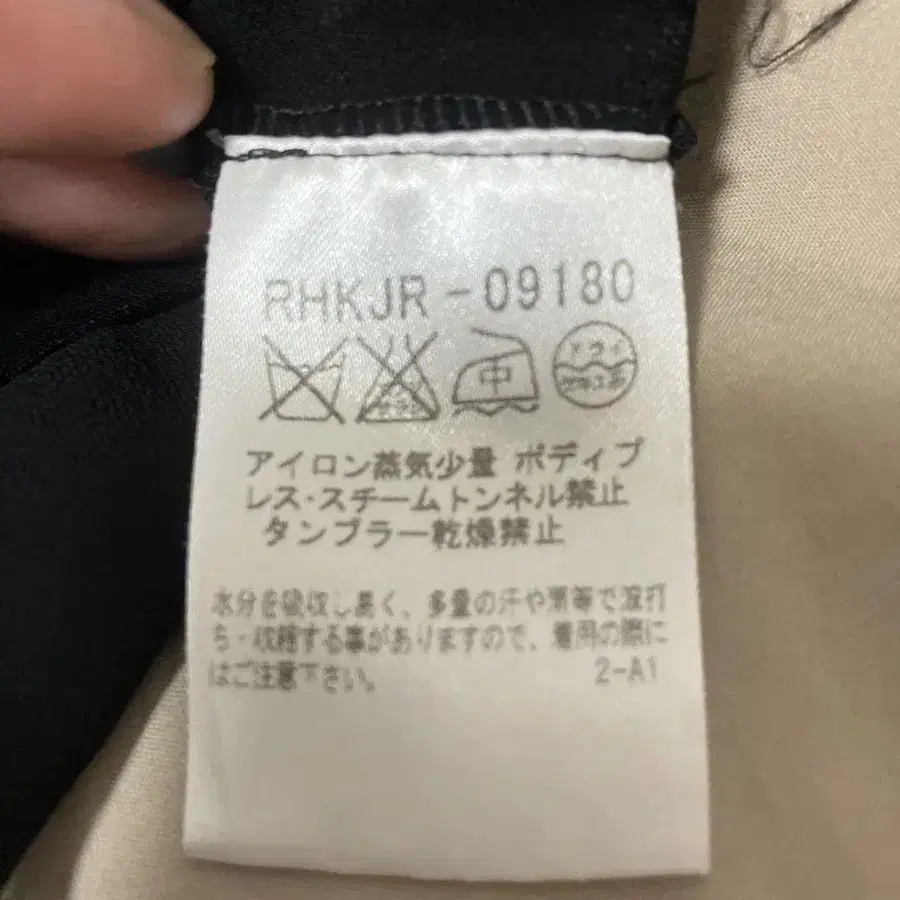 RHKJR-09180
中
ドライ
アイロン蒸気少量 ボディプ
レス・スチームトンネル禁止
タンブラー乾燥禁止
水分を吸収し易く、多量の汗や雨等で波打
ち・収縮する事がありますので、着用の際に
はご注意下さい。 2-A1